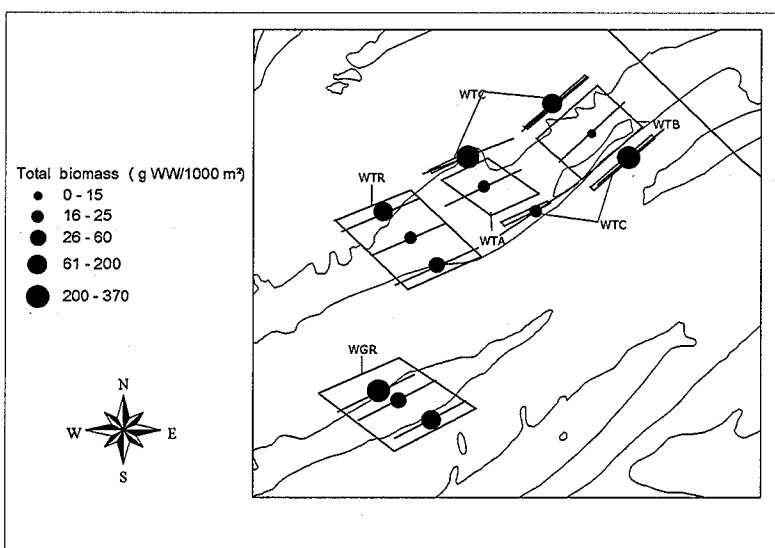 Total biomass ( g WW/1000 m²)
0 - 15
16 - 25
26 - 60
61 - 200
200 - 370
N
W E
S
WTC
WTB
WTR
WTA
WTC
WGR